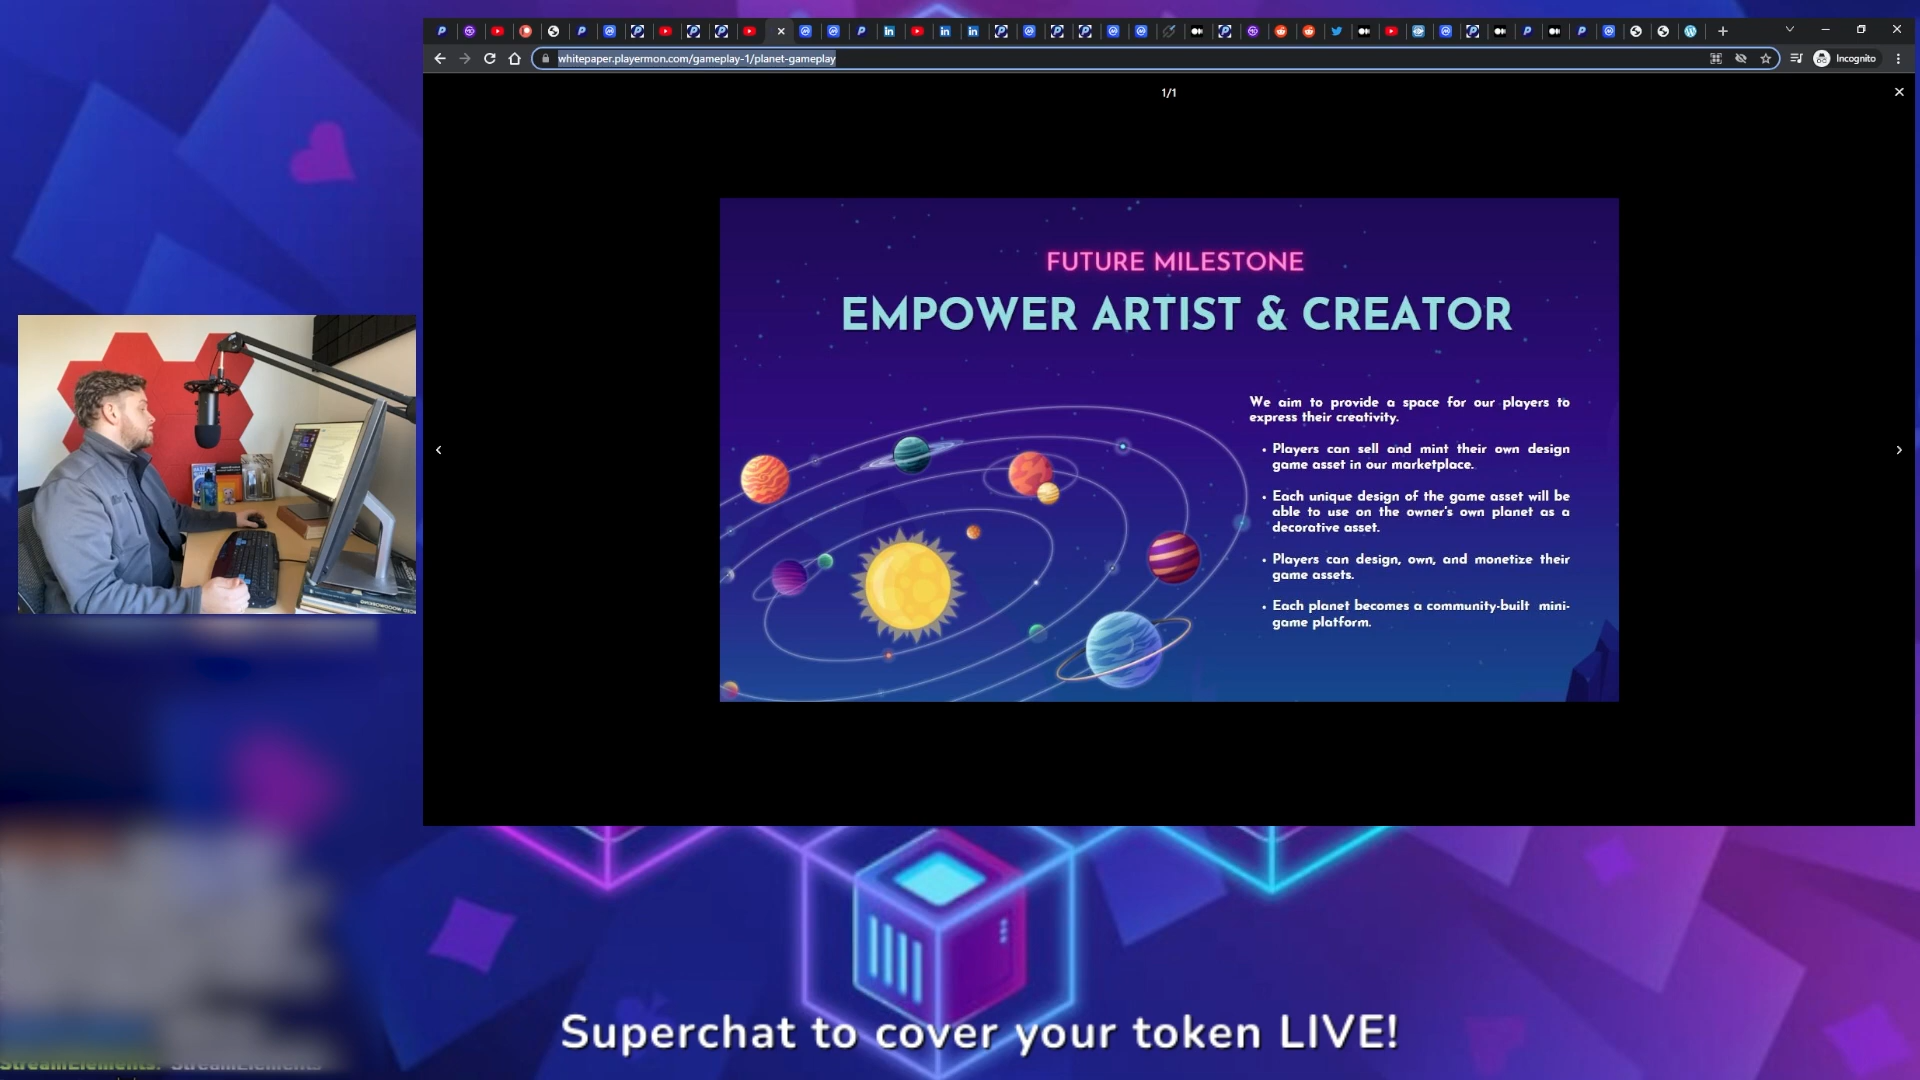 whitepaper.playermon.com/gameplay-1/planet-gameplay
Incognito
1/1
FUTURE MILESTONE
EMPOWER ARTIST & CREATOR
We aim to provide a space for our players to
express their creativity.
• Players can sell and mint their own design
game asset in our marketplace.
• Each unique design of the game asset will be
able to use on the owner's own planet as a
decorative asset.
• Players can design, own, and monetize their
game assets.
• Each planet becomes a community-built mini-
game platform.
Superchat to cover your token LIVE!
StreamElements: StreamElements